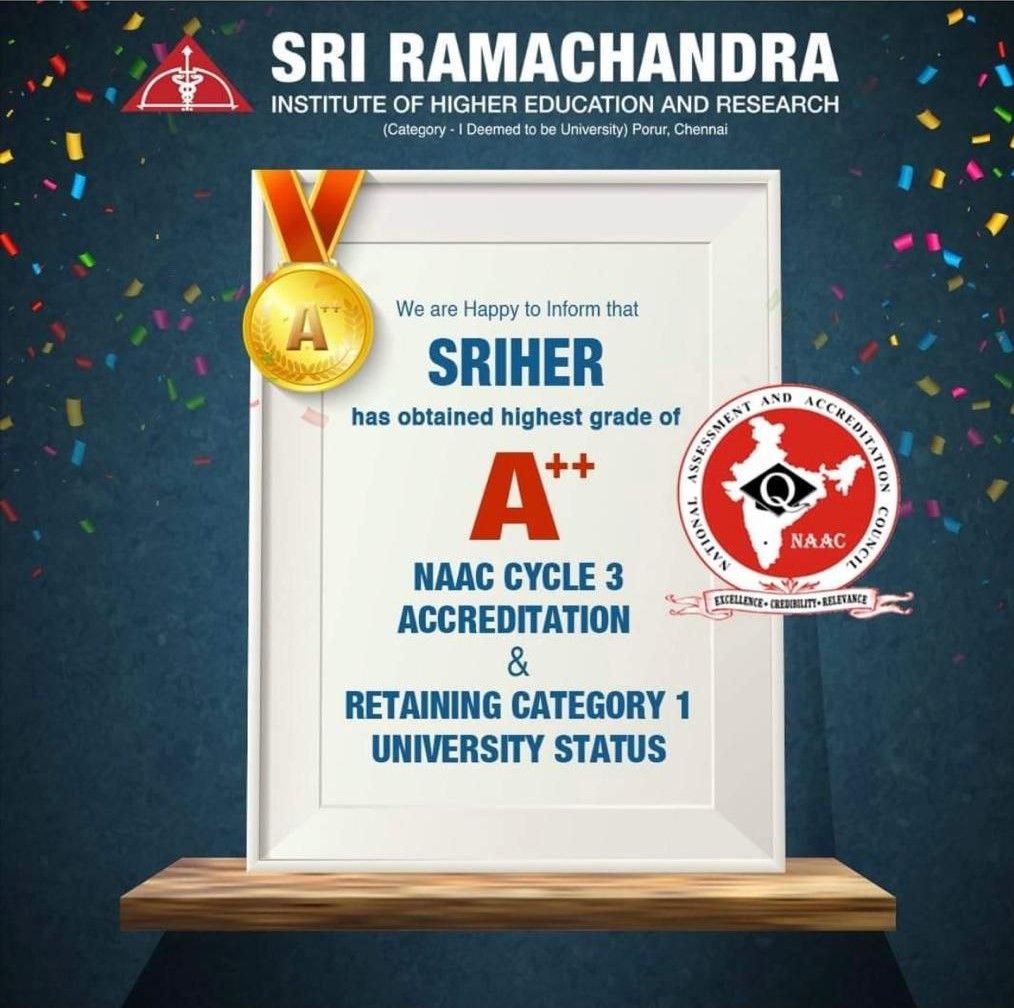 SRI RAMACHANDRA
INSTITUTE OF HIGHER EDUCATION AND RESEARCH
(Category - I Deemed to be University) Porur, Chennai
A++
We are Happy to Inform that
SRIHER
has obtained highest grade of
A++
NAAC CYCLE 3
ACCREDITATION
&
RETAINING CATEGORY 1
UNIVERSITY STATUS
NATIONAL ASSESSMENT AND ACCREDITATION COUNCIL
Q
NAAC
EXCELLENCE • CREDIBILITY • RELEVANCE